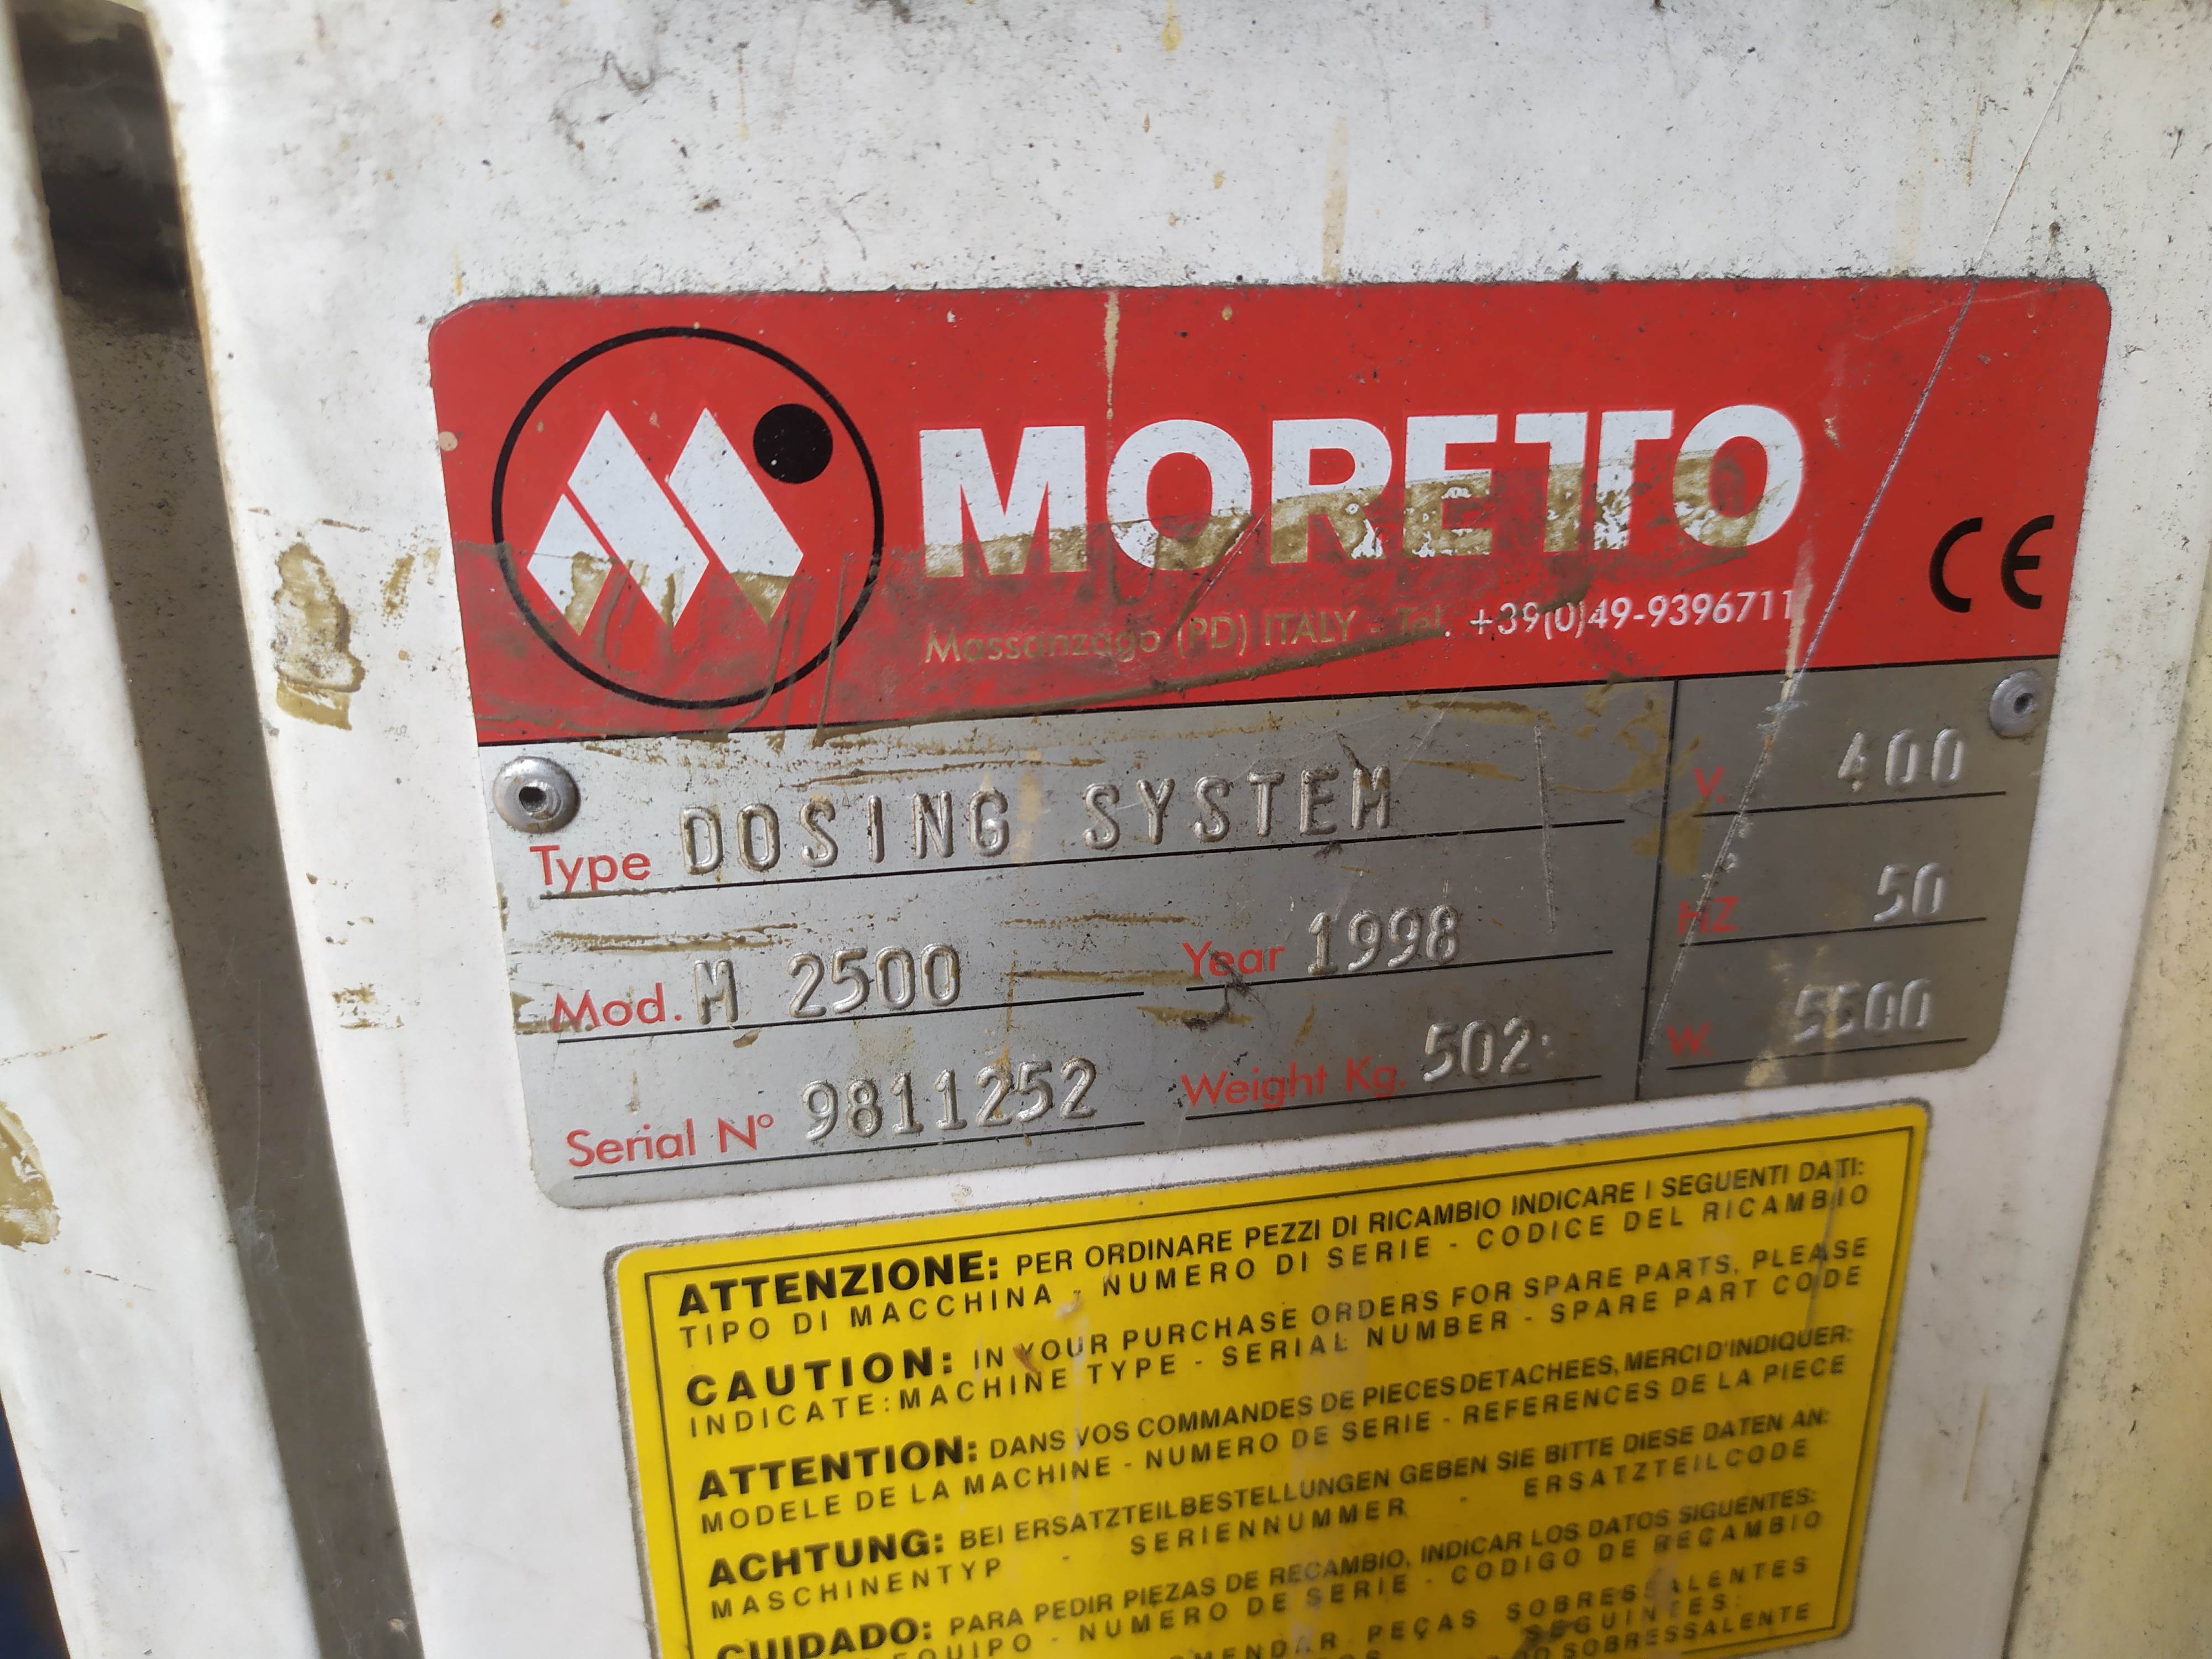 MORETTO
Massanzago (PD) ITALY - Tel. +39(0)49-9396711
CE
Type DOSING SYSTEM
V. 400
Mod. M 2500 Year 1998
HZ 50
Serial N° 9811252 Weight Kg. 502
W. 5500
ATTENZIONE: PER ORDINARE PEZZI DI RICAMBIO INDICARE I SEGUENTI DATI:
TIPO DI MACCHINA - NUMERO DI SERIE - CODICE DEL RICAMBIO
CAUTION: IN YOUR PURCHASE ORDERS FOR SPARE PARTS, PLEASE
INDICATE: MACHINE TYPE - SERIAL NUMBER - SPARE PART CODE
ATTENTION: DANS VOS COMMANDES DE PIECES DETACHEES, MERCI D'INDIQUER:
MODELE DE LA MACHINE - NUMERO DE SERIE - REFERENCES DE LA PIECE
ACHTUNG: BEI ERSATZTEILBESTELLUNGEN GEBEN SIE BITTE DIESE DATEN AN:
MASCHINENTYP - SERIENNUMMER - ERSATZTEILCODE
CUIDADO: PARA PEDIR PIEZAS DE RECAMBIO, INDICAR LOS DATOS SIGUENTES:
EQUIPO - NUMERO DE SERIE - CODIGO DE RECAMBIO
PEÇAS SOBRESSALENTES
SEGUINTES:
SOBRESSALENTE